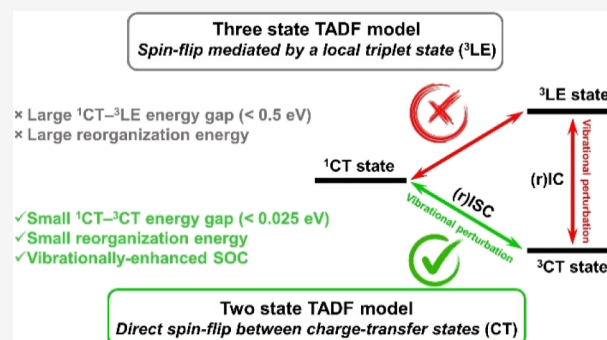 Three state TADF model
Spin-flip mediated by a local triplet state (³LE)
× Large ¹CT–³LE energy gap (< 0.5 eV)
× Large reorganization energy
³LE state
¹CT state
(r)ISC
Vibrational perturbation
(r)IC
Vibrational perturbation
✓Small ¹CT–³CT energy gap (< 0.025 eV)
✓Small reorganization energy
✓Vibrationally-enhanced SOC
³CT state
Two state TADF model
Direct spin-flip between charge-transfer states (CT)